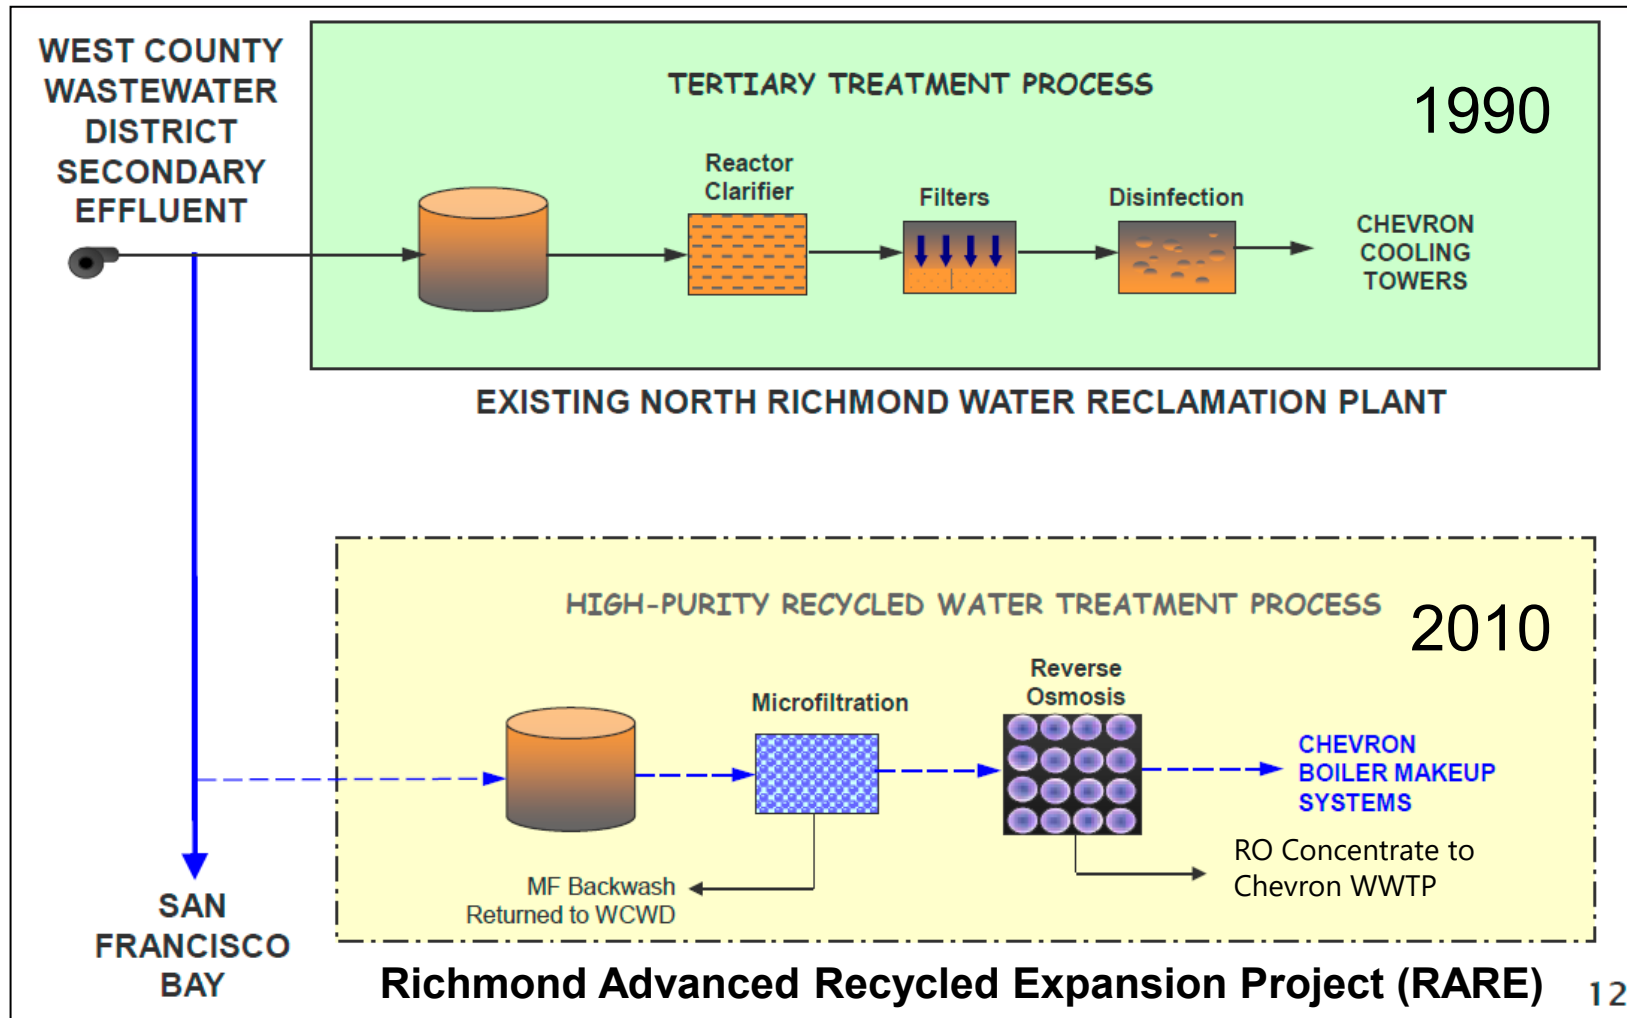 WEST COUNTY
WASTEWATER
DISTRICT
SECONDARY
EFFLUENT
TERTIARY TREATMENT PROCESS
1990
Reactor
Clarifier
Filters
Disinfection
CHEVRON
COOLING
TOWERS
EXISTING NORTH RICHMOND WATER RECLAMATION PLANT
HIGH-PURITY RECYCLED WATER TREATMENT PROCESS
2010
Microfiltration
Reverse
Osmosis
CHEVRON
BOILER MAKEUP
SYSTEMS
MF Backwash
Returned to WCWD
RO Concentrate to
Chevron WWTP
SAN
FRANCISCO
BAY
Richmond Advanced Recycled Expansion Project (RARE)
12